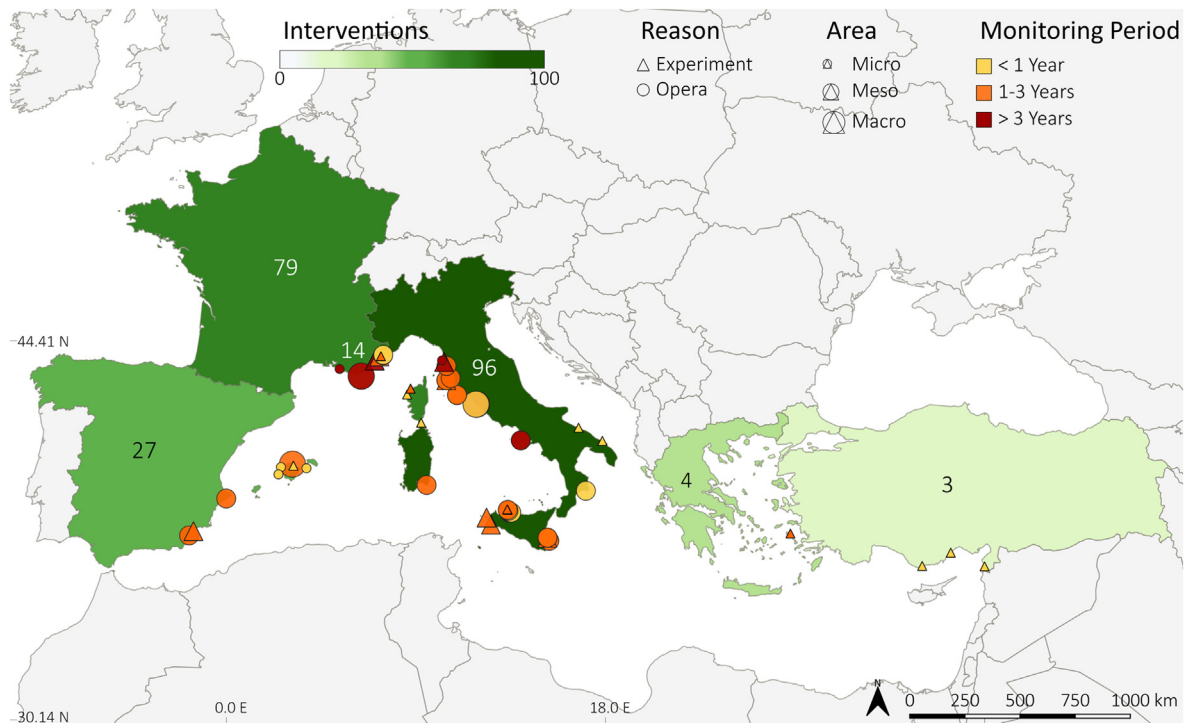 Interventions
0 100
Reason
Experiment
Opera
Area
Micro
Meso
Macro
Monitoring Period
< 1 Year
1-3 Years
> 3 Years
79
44.41 N
14
96
27
4
3
30.14 N
0.0 E
18.0 E
N
0 250 500 750 1000 km